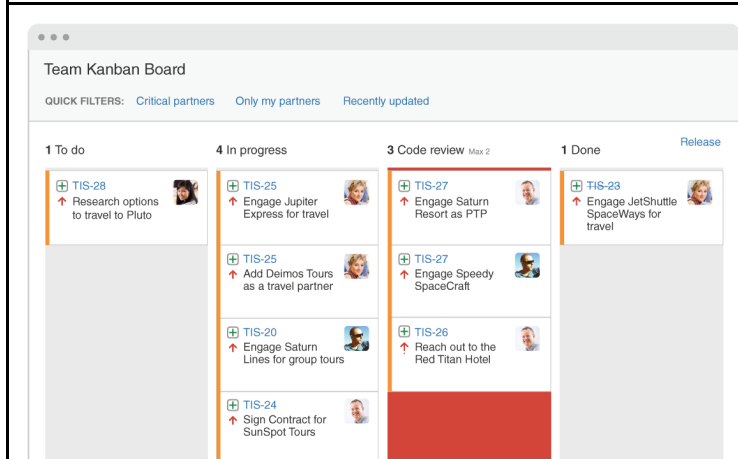 Team Kanban Board
QUICK FILTERS: Critical partners Only my partners Recently updated
Release
1 To do
TIS-28
Research options
to travel to Pluto
4 In progress
TIS-25
Engage Jupiter
Express for travel
TIS-25
Add Deimos Tours
as a travel partner
TIS-20
Engage Saturn
Lines for group tours
TIS-24
Sign Contract for
SunSpot Tours
3 Code review Max 2
TIS-27
Engage Saturn
Resort as PTP
TIS-27
Engage Speedy
SpaceCraft
TIS-26
Reach out to the
Red Titan Hotel
1 Done
TIS-23
Engage JetShuttle
SpaceWays for
travel